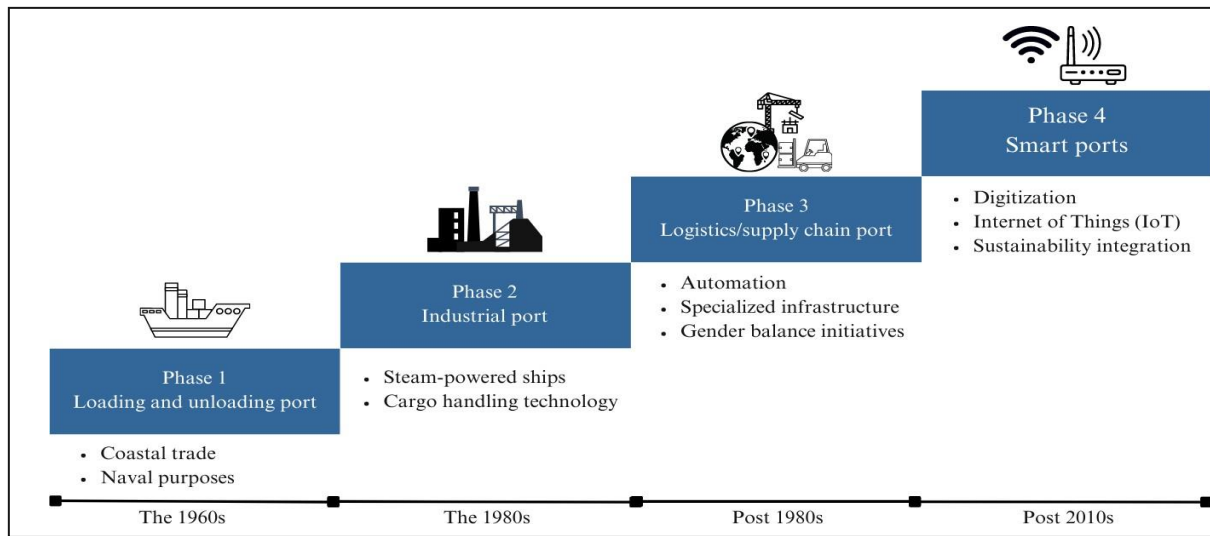 Phase 1
Loading and unloading port
• Coastal trade
• Naval purposes
Phase 2
Industrial port
• Steam-powered ships
• Cargo handling technology
Phase 3
Logistics/supply chain port
• Automation
• Specialized infrastructure
• Gender balance initiatives
Phase 4
Smart ports
• Digitization
• Internet of Things (IoT)
• Sustainability integration
The 1960s
The 1980s
Post 1980s
Post 2010s